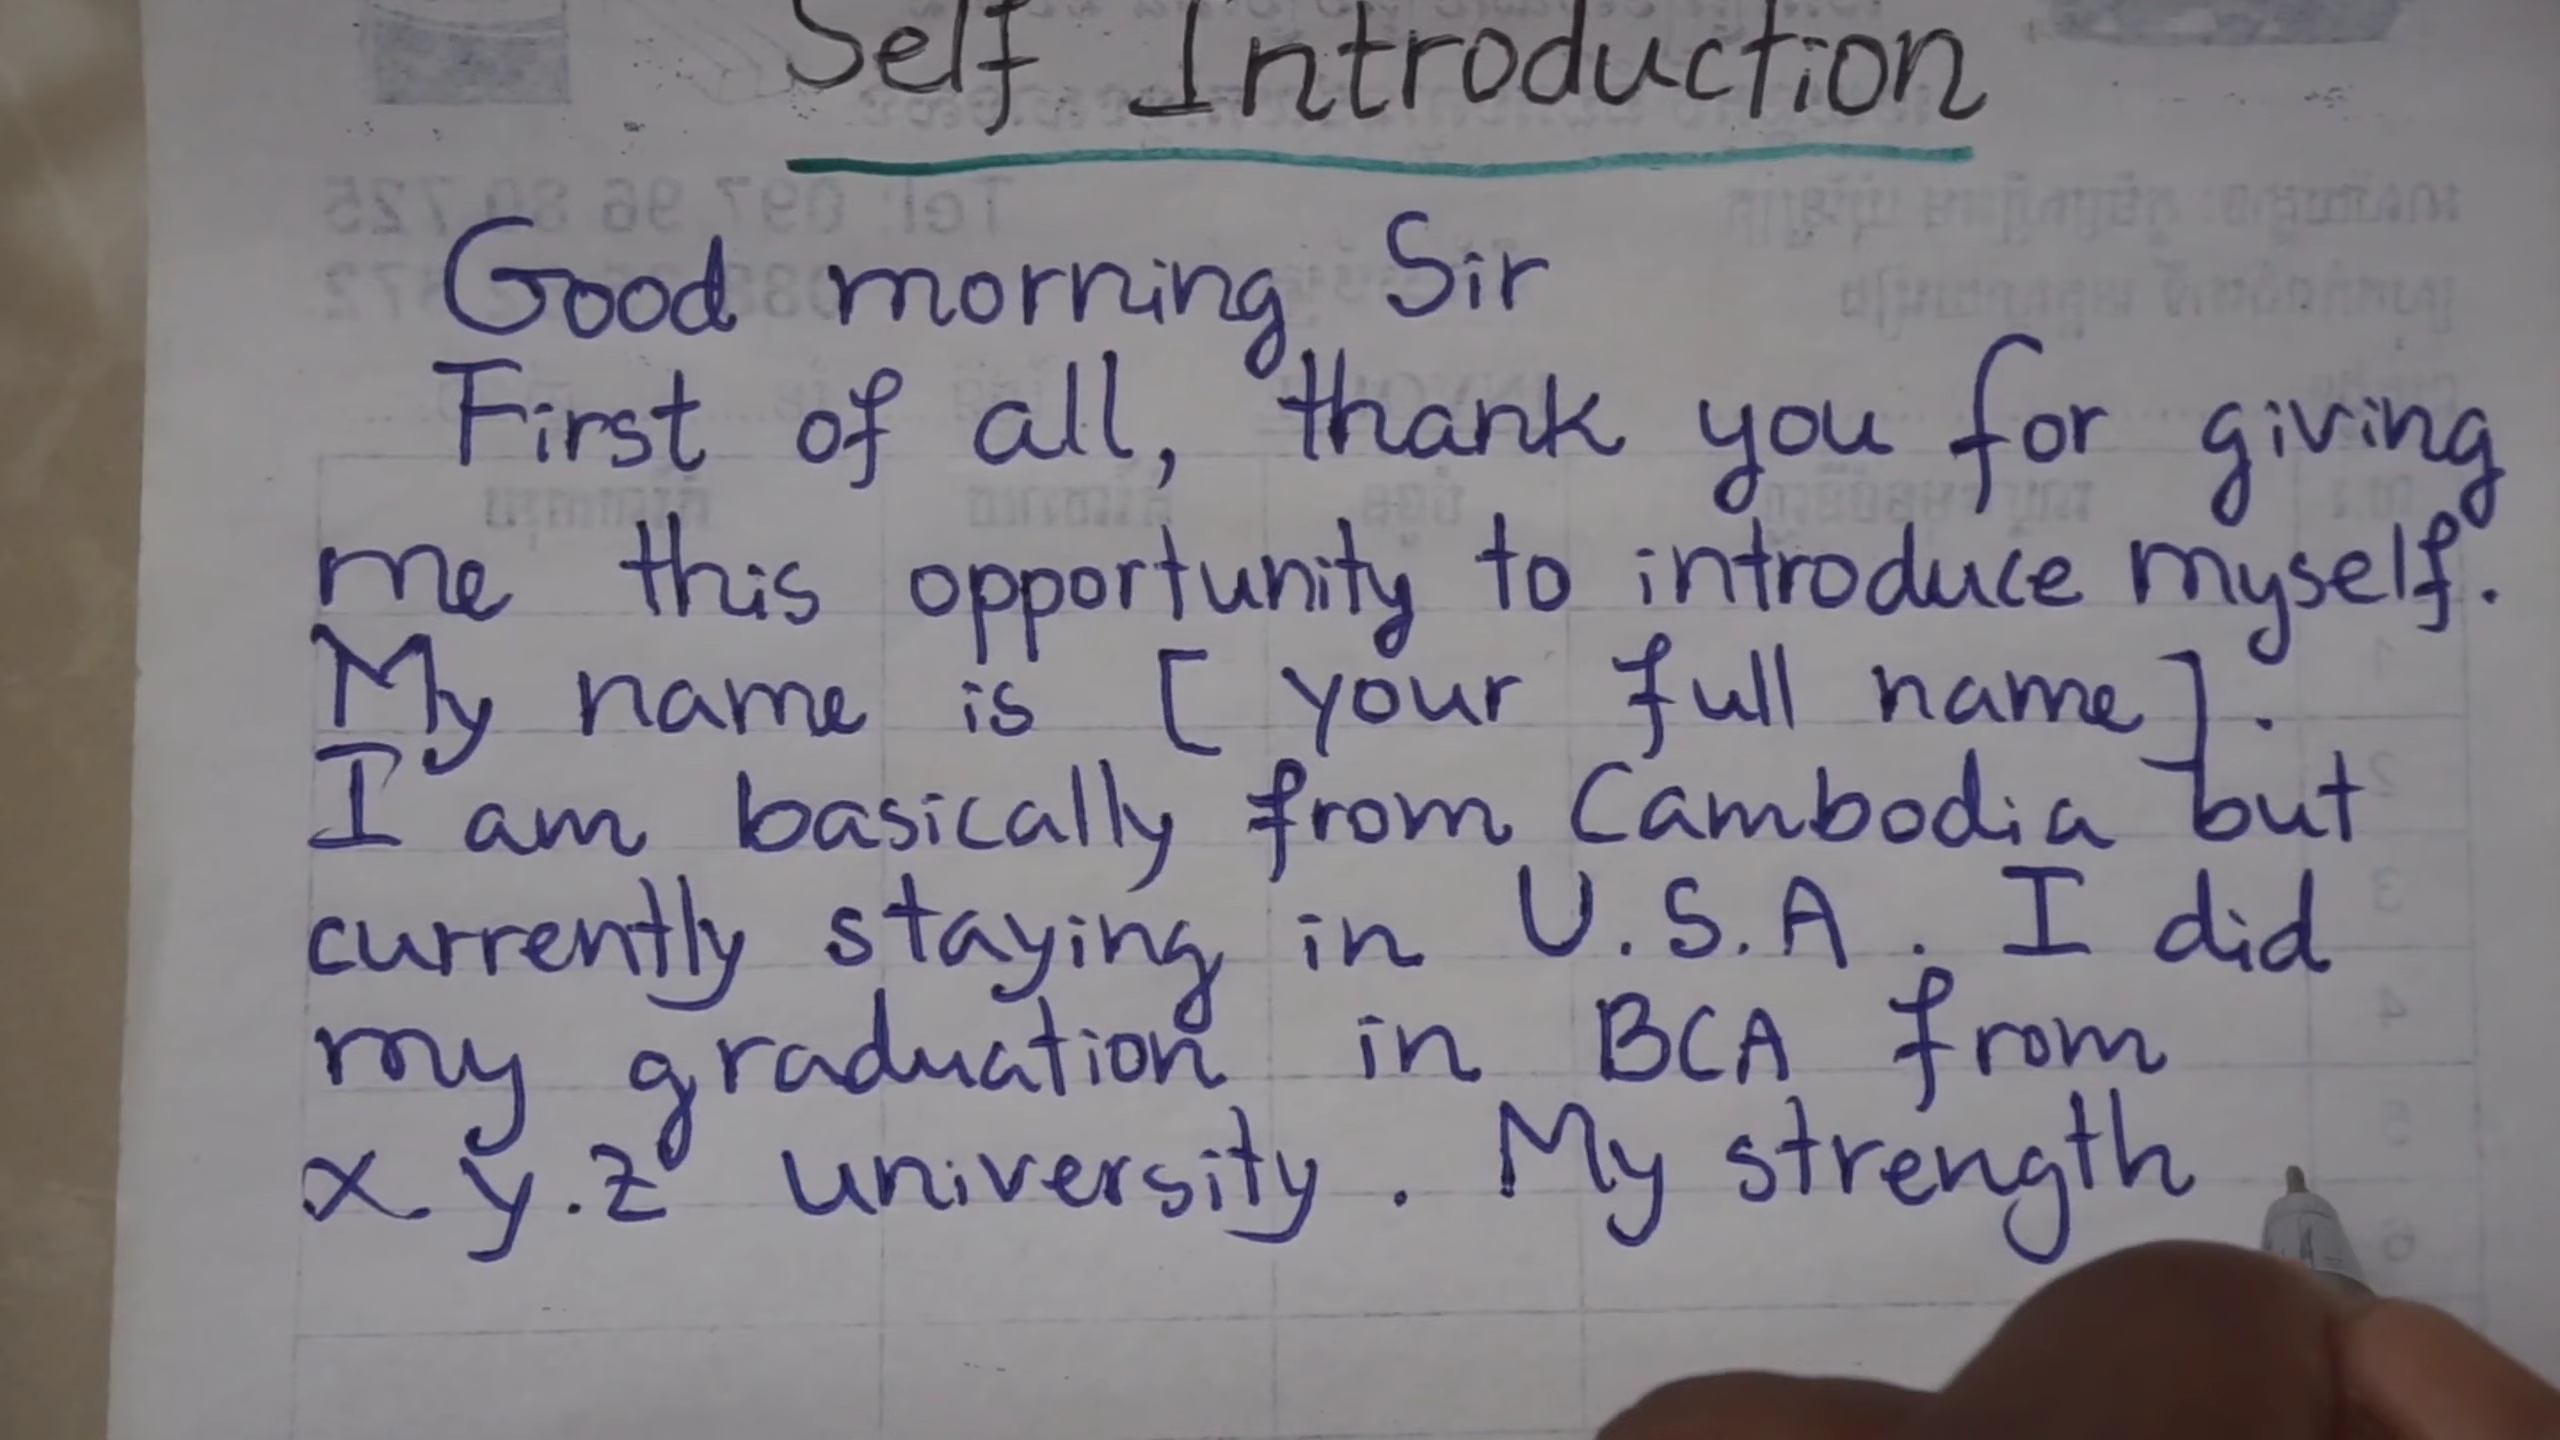 Self Introduction
Good morning Sir
First of all, thank you for giving
me this opportunity to introduce myself.
My name is [ your full name ].
I am basically from Cambodia but
currently staying in U.S.A. I did
my graduation in BCA from
x.y.z university. My strength